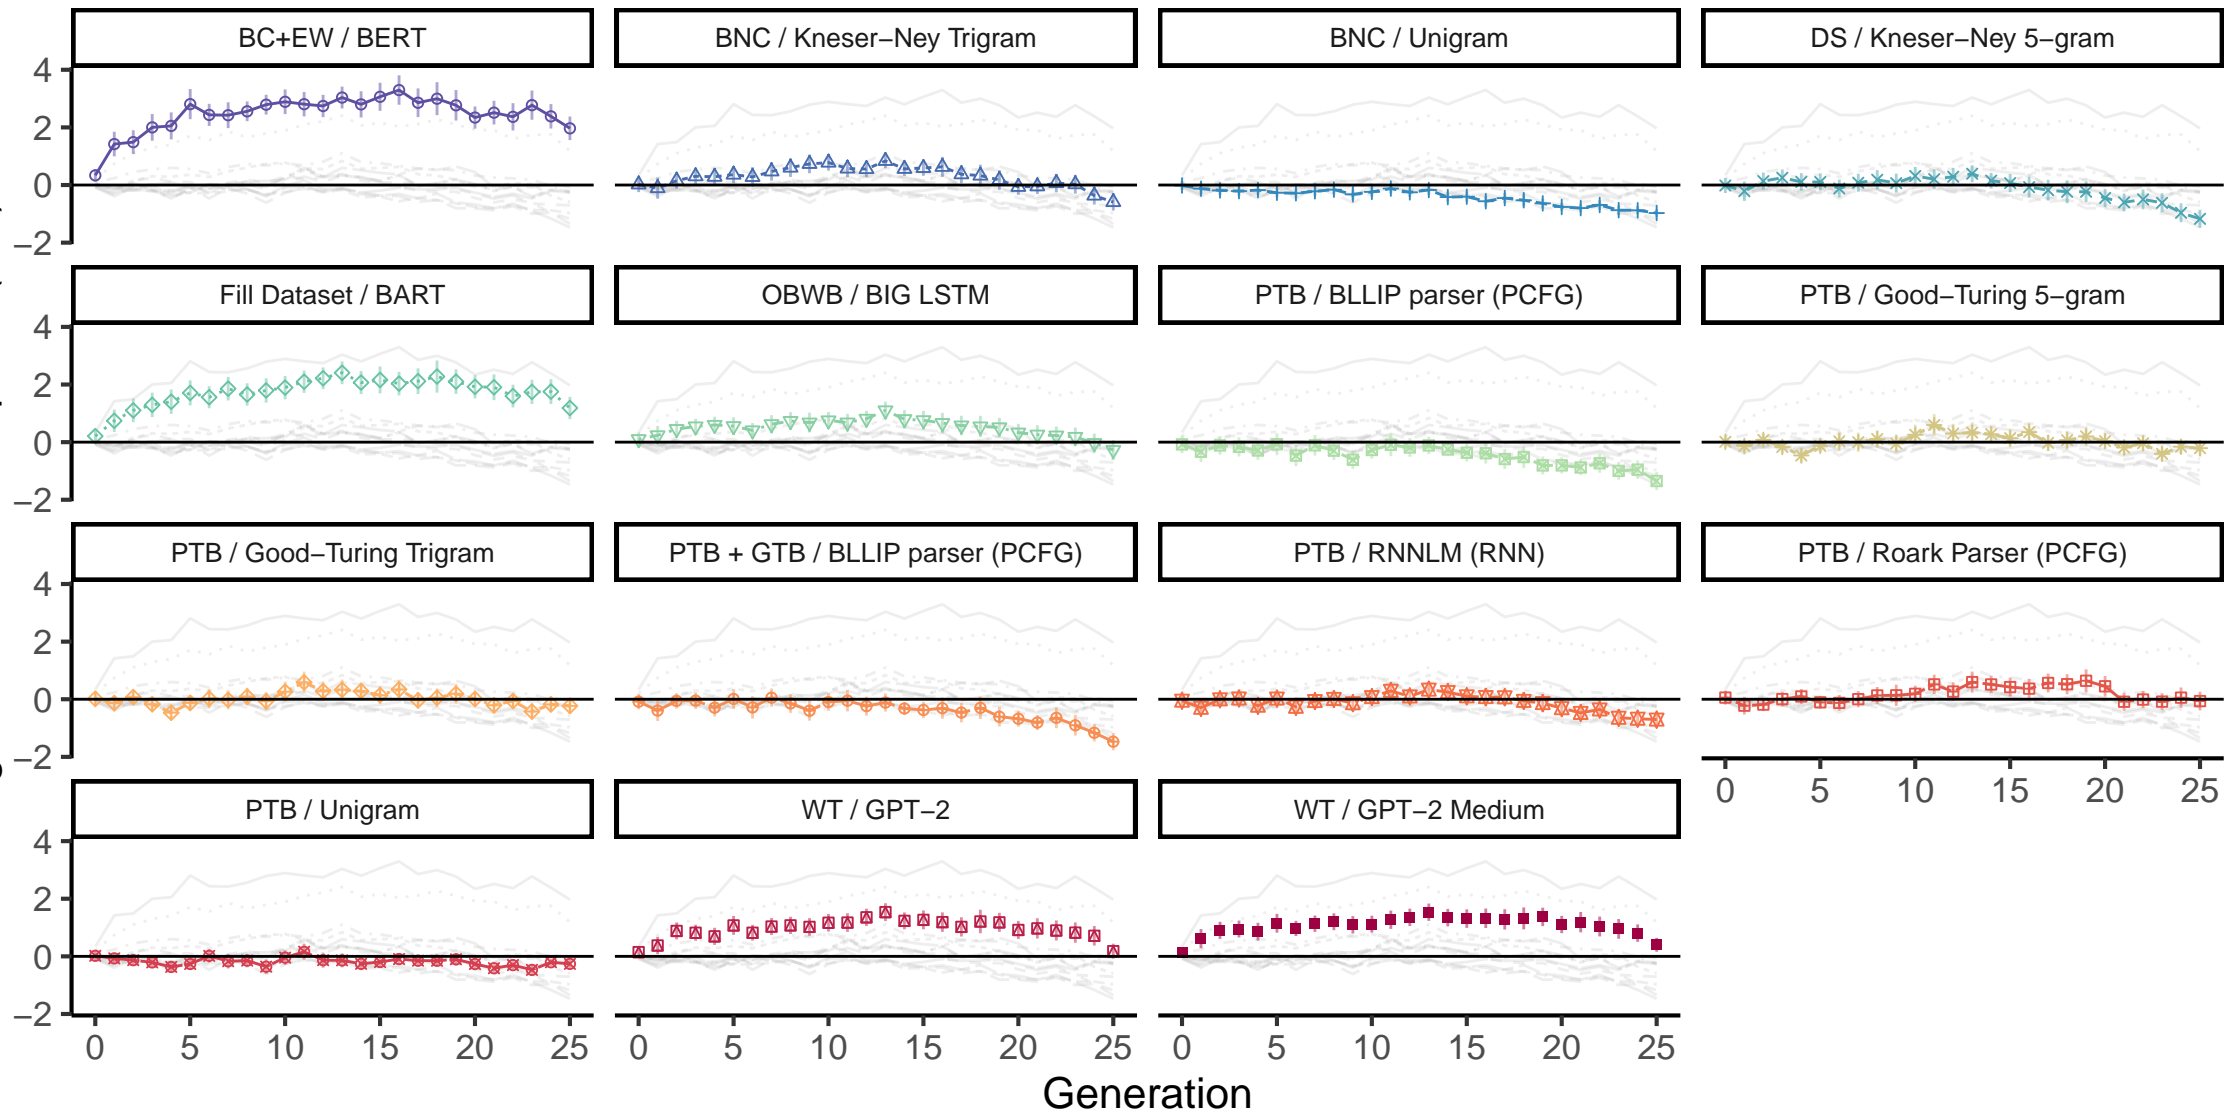 BC+EW / BERT
BNC / Kneser−Ney Trigram
BNC / Unigram
DS / Kneser−Ney 5−gram
4
2
0
−2
Fill Dataset / BART
OBWB / BIG LSTM
PTB / BLLIP parser (PCFG)
PTB / Good−Turing 5−gram
4
2
0
−2
PTB / Good−Turing Trigram
PTB + GTB / BLLIP parser (PCFG)
PTB / RNNLM (RNN)
PTB / Roark Parser (PCFG)
4
2
0
−2
0 5 10 15 20 25
PTB / Unigram
WT / GPT−2
WT / GPT−2 Medium
4
2
0
−2
0 5 10 15 20 25
0 5 10 15 20 25
0 5 10 15 20 25
Generation